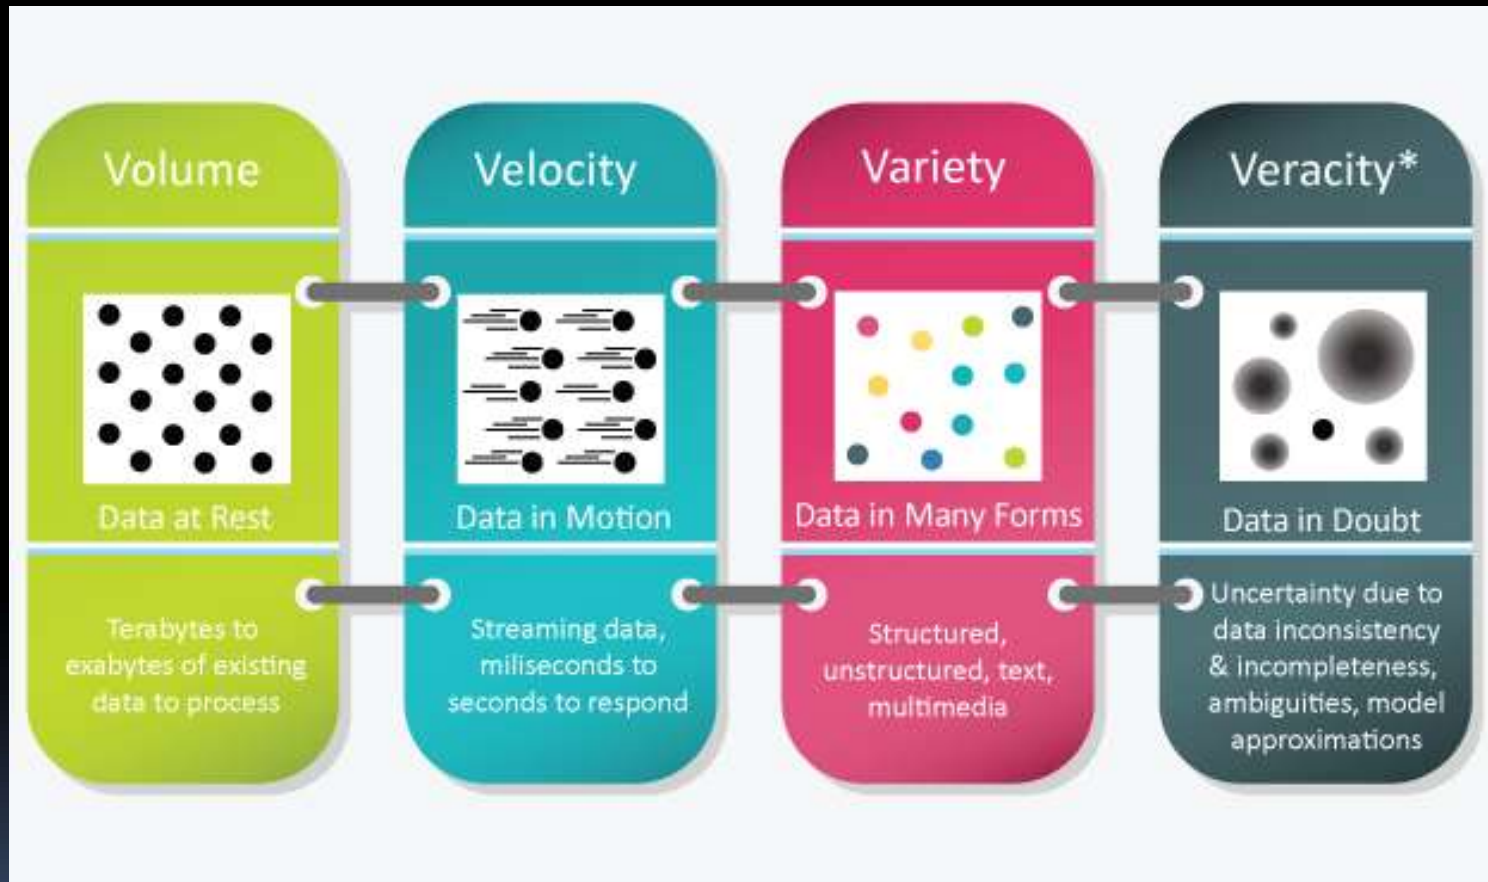 Volume
Data at Rest
Terabytes to
exabytes of existing
data to process
Velocity
Data in Motion
Streaming data,
miliseconds to
seconds to respond
Variety
Data in Many Forms
Structured,
unstructured, text,
multimedia
Veracity*
Data in Doubt
Uncertainty due to
data inconsistency
& incompleteness,
ambiguities, model
approximations